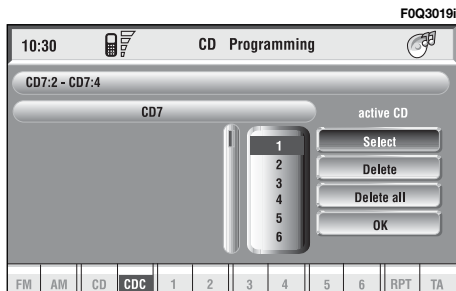 F0Q3019i
10:30 CD Programming
CD7:2 - CD7:4
CD7 active CD
1 Select
2 Delete
3
4 Delete all
5 OK
6
FM AM CD CDC 1 2 3 4 5 6 RPT TA